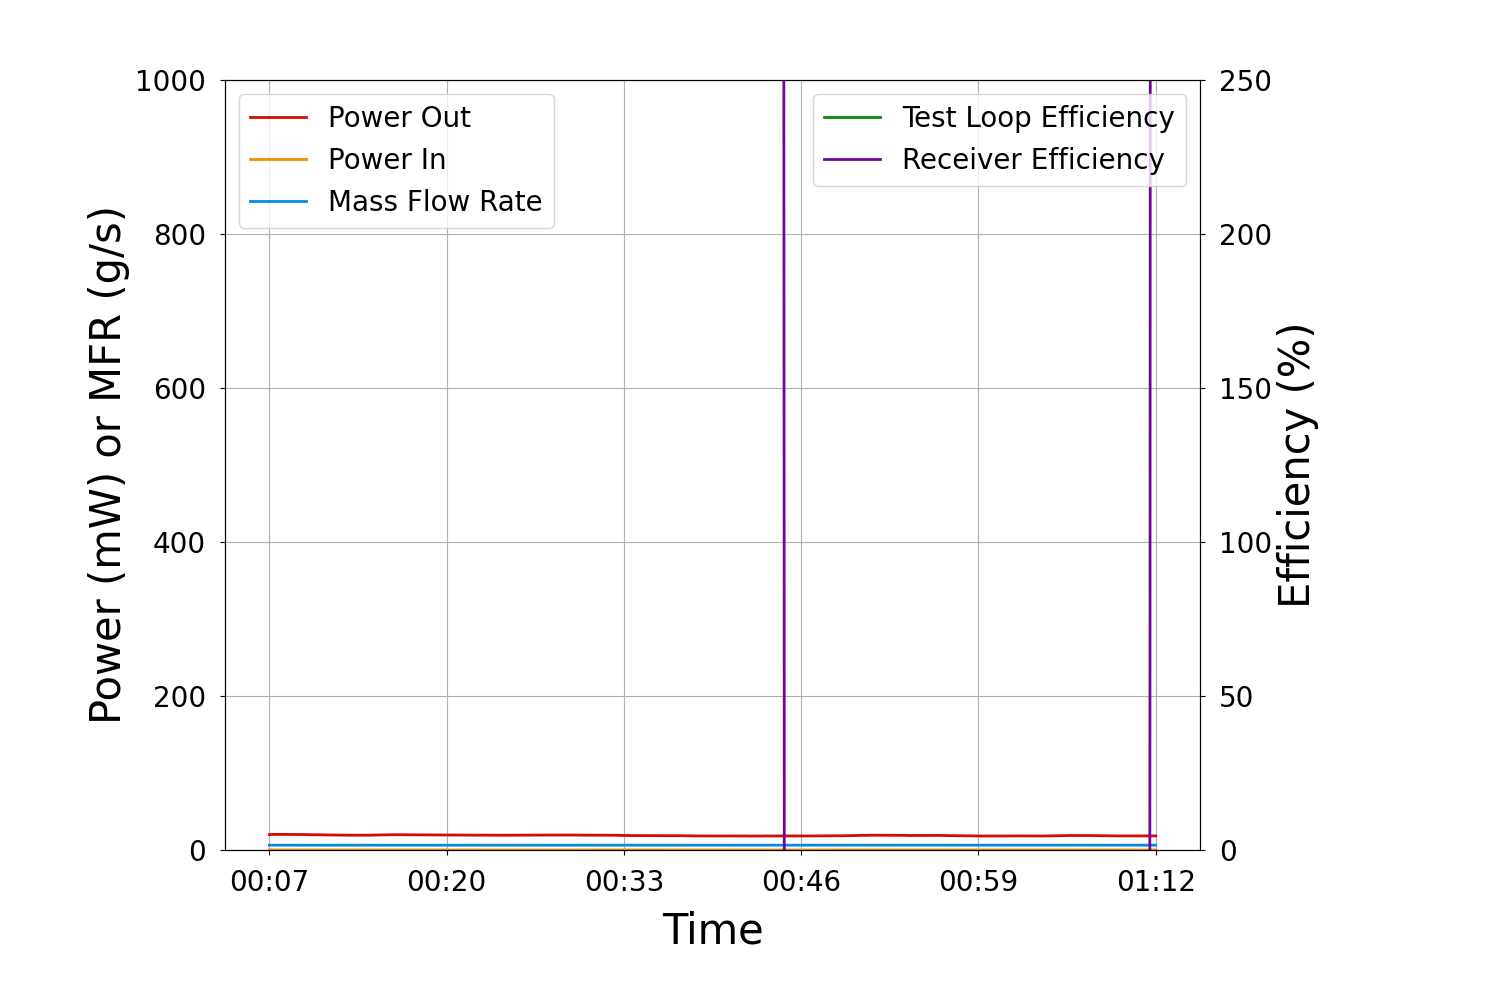 1000
800
600
400
200
0
Power (mW) or MFR (g/s)
Power Out
Power In
Mass Flow Rate
Test Loop Efficiency
Receiver Efficiency
250
200
150
100
50
0
Efficiency (%)
00:07 00:20 00:33 00:46 00:59 01:12
Time